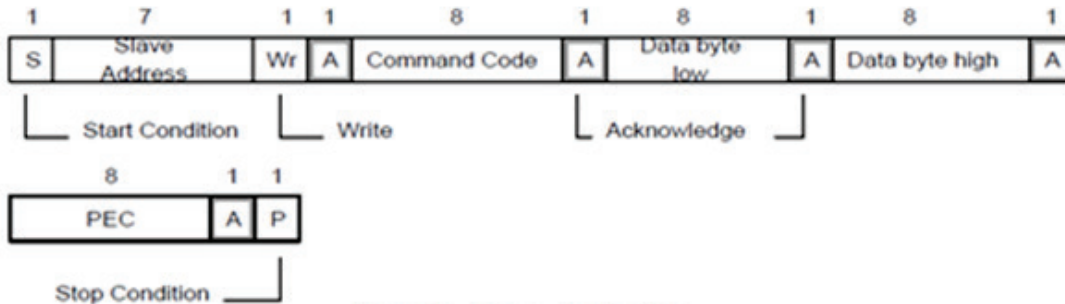 1 7 1 1 8 1 8 1 8 1
S Slave Address Wr A Command Code A Data byte low A Data byte high A
Start Condition Write Acknowledge
8 1 1
PEC A P
Stop Condition